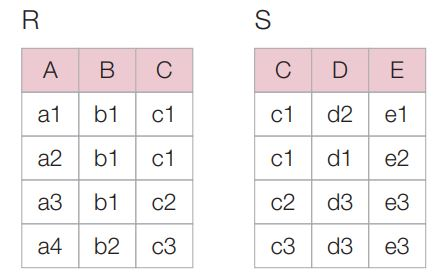 R S
A B C C D E
a1 b1 c1 c1 d2 e1
a2 b1 c1 c1 d1 e2
a3 b1 c2 c2 d3 e3
a4 b2 c3 c3 d3 e3